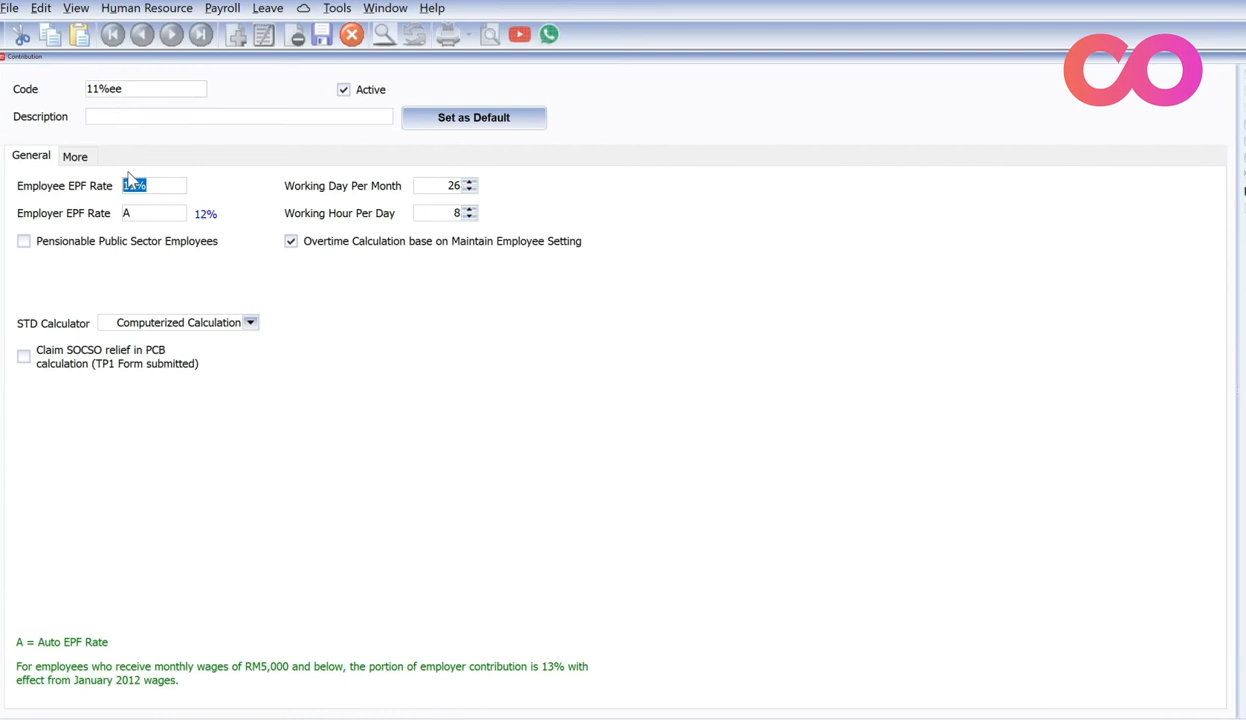 File Edit View Human Resource Payroll Leave Tools Window Help
Contribution
Code 11%ee Active
Description Set as Default
General More
Employee EPF Rate Working Day Per Month 26
Employer EPF Rate A 12% Working Hour Per Day 8
Pensionable Public Sector Employees Overtime Calculation base on Maintain Employee Setting
STD Calculator Computerized Calculation
Claim SOCSO relief in PCB
calculation (TP1 Form submitted)
A = Auto EPF Rate
For employees who receive monthly wages of RM5,000 and below, the portion of employer contribution is 13% with
effect from January 2012 wages.